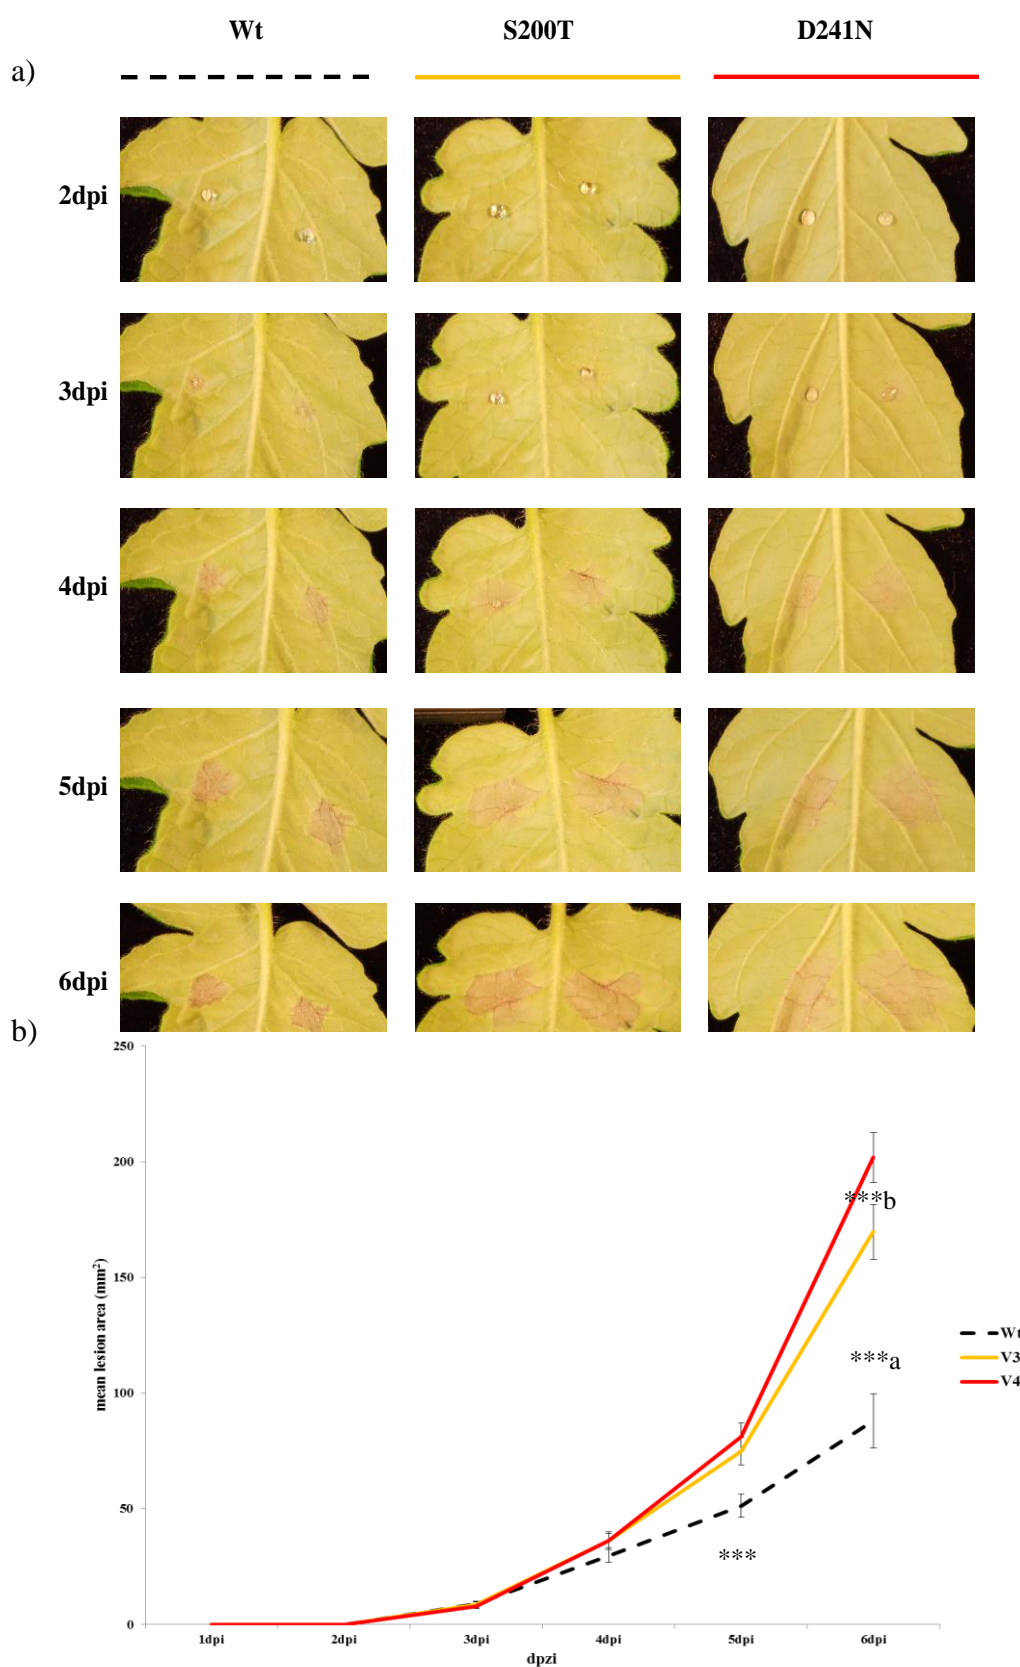 Wt S200T D241N
a)
2dpi
3dpi
4dpi
5dpi
6dpi
b)
250
200
150
100
50
0
mean lesion area (mm²)
***b
***a
***
Wt
V3
V4
1dpi 2dpi 3dpi 4dpi 5dpi 6dpi
dpzi